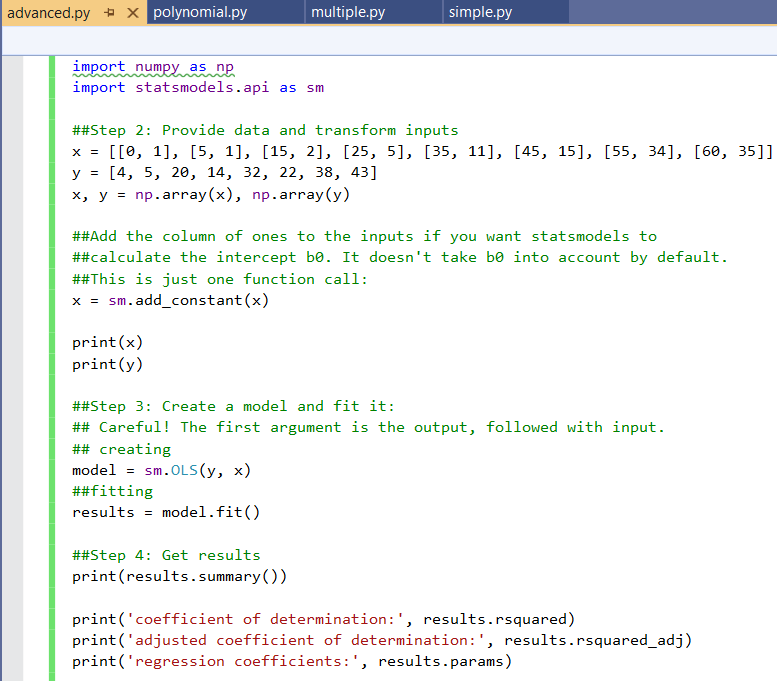 advanced.py polynomial.py multiple.py simple.py
import numpy as np
import statsmodels.api as sm
##Step 2: Provide data and transform inputs
x = [[0, 1], [5, 1], [15, 2], [25, 5], [35, 11], [45, 15], [55, 34], [60, 35]]
y = [4, 5, 20, 14, 32, 22, 38, 43]
x, y = np.array(x), np.array(y)
##Add the column of ones to the inputs if you want statsmodels to
##calculate the intercept b0. It doesn't take b0 into account by default.
##This is just one function call:
x = sm.add_constant(x)
print(x)
print(y)
##Step 3: Create a model and fit it:
## Careful! The first argument is the output, followed with input.
## creating
model = sm.OLS(y, x)
##fitting
results = model.fit()
##Step 4: Get results
print(results.summary())
print('coefficient of determination:', results.rsquared)
print('adjusted coefficient of determination:', results.rsquared_adj)
print('regression coefficients:', results.params)